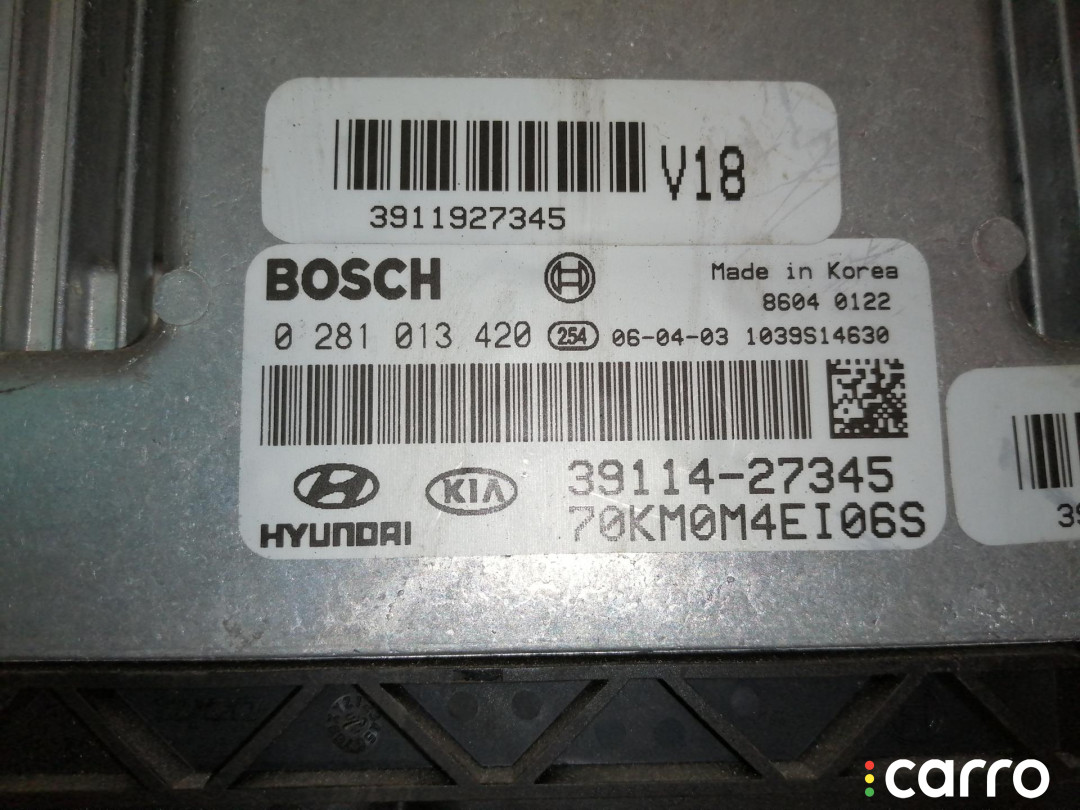 V18
3911927345
BOSCH
Made in Korea
8604 0122
0 281 013 420 254 06-04-03 1039S14630
39114-27345
70KM0M4EI06S
HYUNDAI
KIA
39
carro